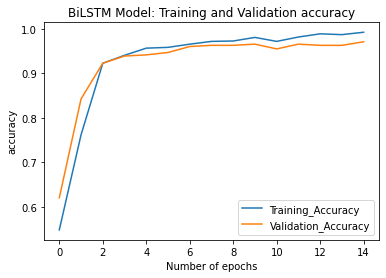 BiLSTM Model: Training and Validation accuracy
1.0
0.9
0.8
0.7
0.6
accuracy
Training_Accuracy
Validation_Accuracy
0 2 4 6 8 10 12 14
Number of epochs